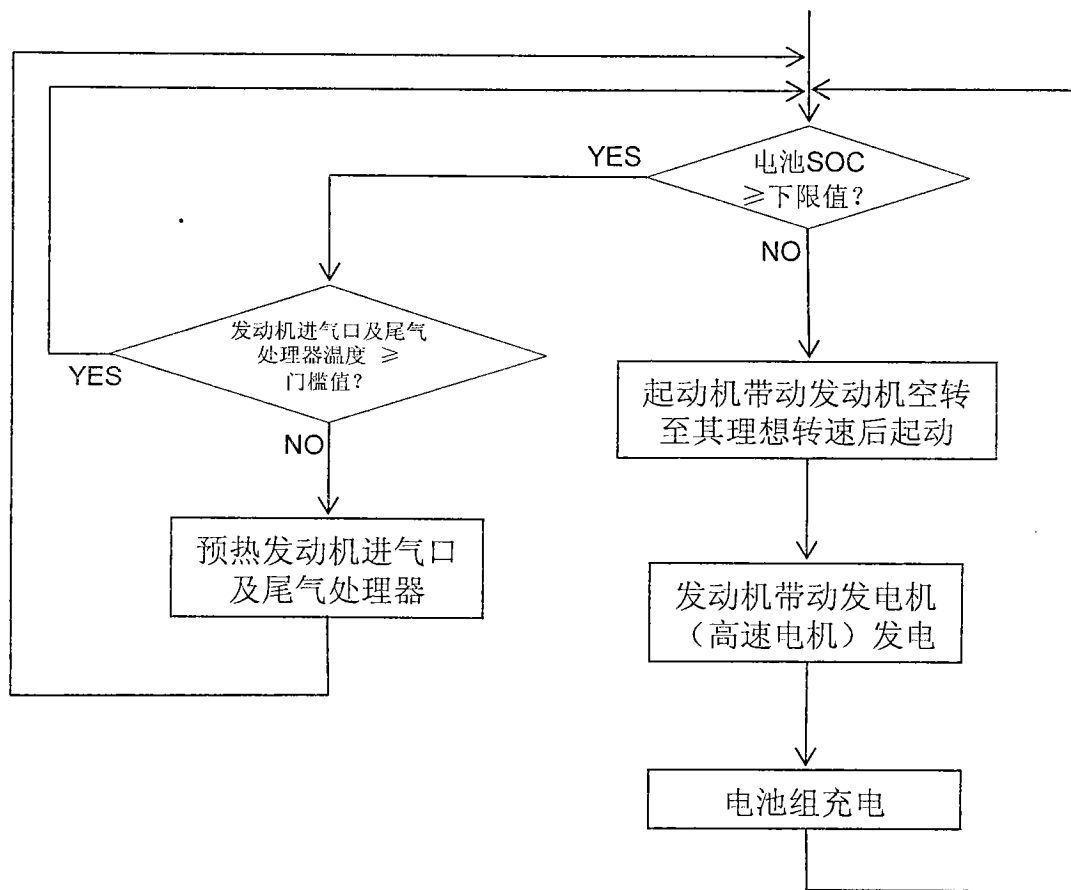 YES
电池SOC
≥下限值？
NO
发动机进气口及尾气
处理器温度 ≥
门槛值？
YES
NO
起动机带动发动机空转
至其理想转速后起动
预热发动机进气口
及尾气处理器
发动机带动发电机
（高速电机）发电
电池组充电